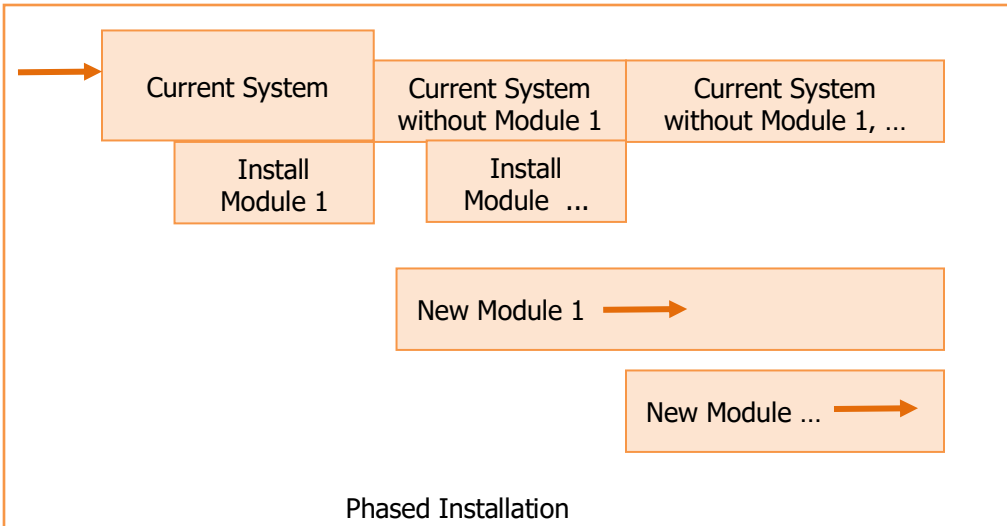 Current System
Current System
without Module 1
Current System
without Module 1, …
Install
Module 1
Install
Module ...
New Module 1
New Module …
Phased Installation